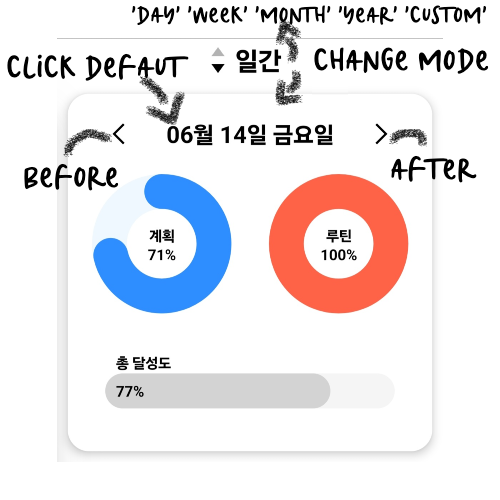 'DAY' 'WEEK' 'MONTH' 'YEAR' 'CUSTOM'
CLICK DEFAUT
일간
CHANGE MODE
06월 14일 금요일
BEFORE
AFTER
계획
71%
루틴
100%
총 달성도
77%